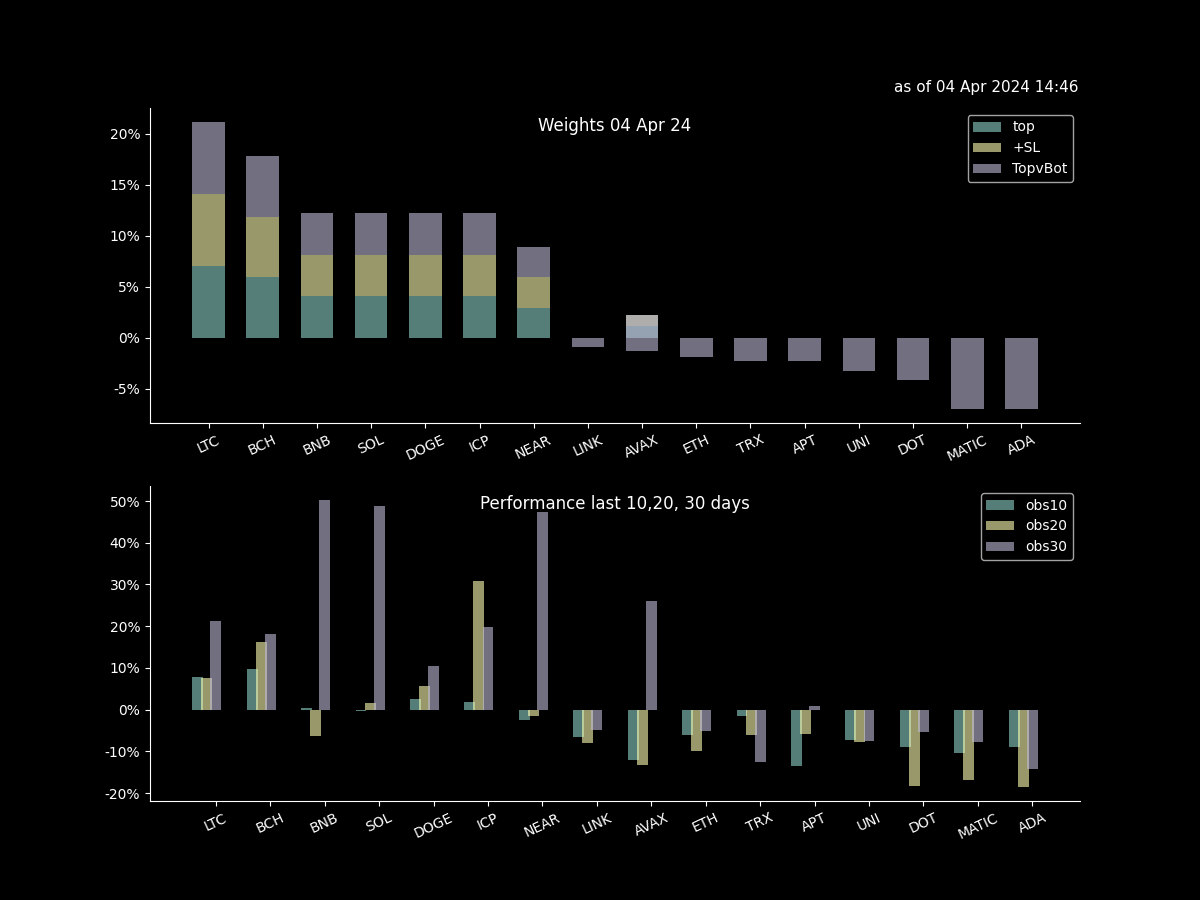 as of 04 Apr 2024 14:46
Weights 04 Apr 24
top
+SL
TopvBot
20%
15%
10%
5%
0%
-5%
LTC BCH BNB SOL DOGE ICP NEAR LINK AVAX ETH TRX APT UNI DOT MATIC ADA
Performance last 10,20, 30 days
obs10
obs20
obs30
50%
40%
30%
20%
10%
0%
-10%
-20%
LTC BCH BNB SOL DOGE ICP NEAR LINK AVAX ETH TRX APT UNI DOT MATIC ADA